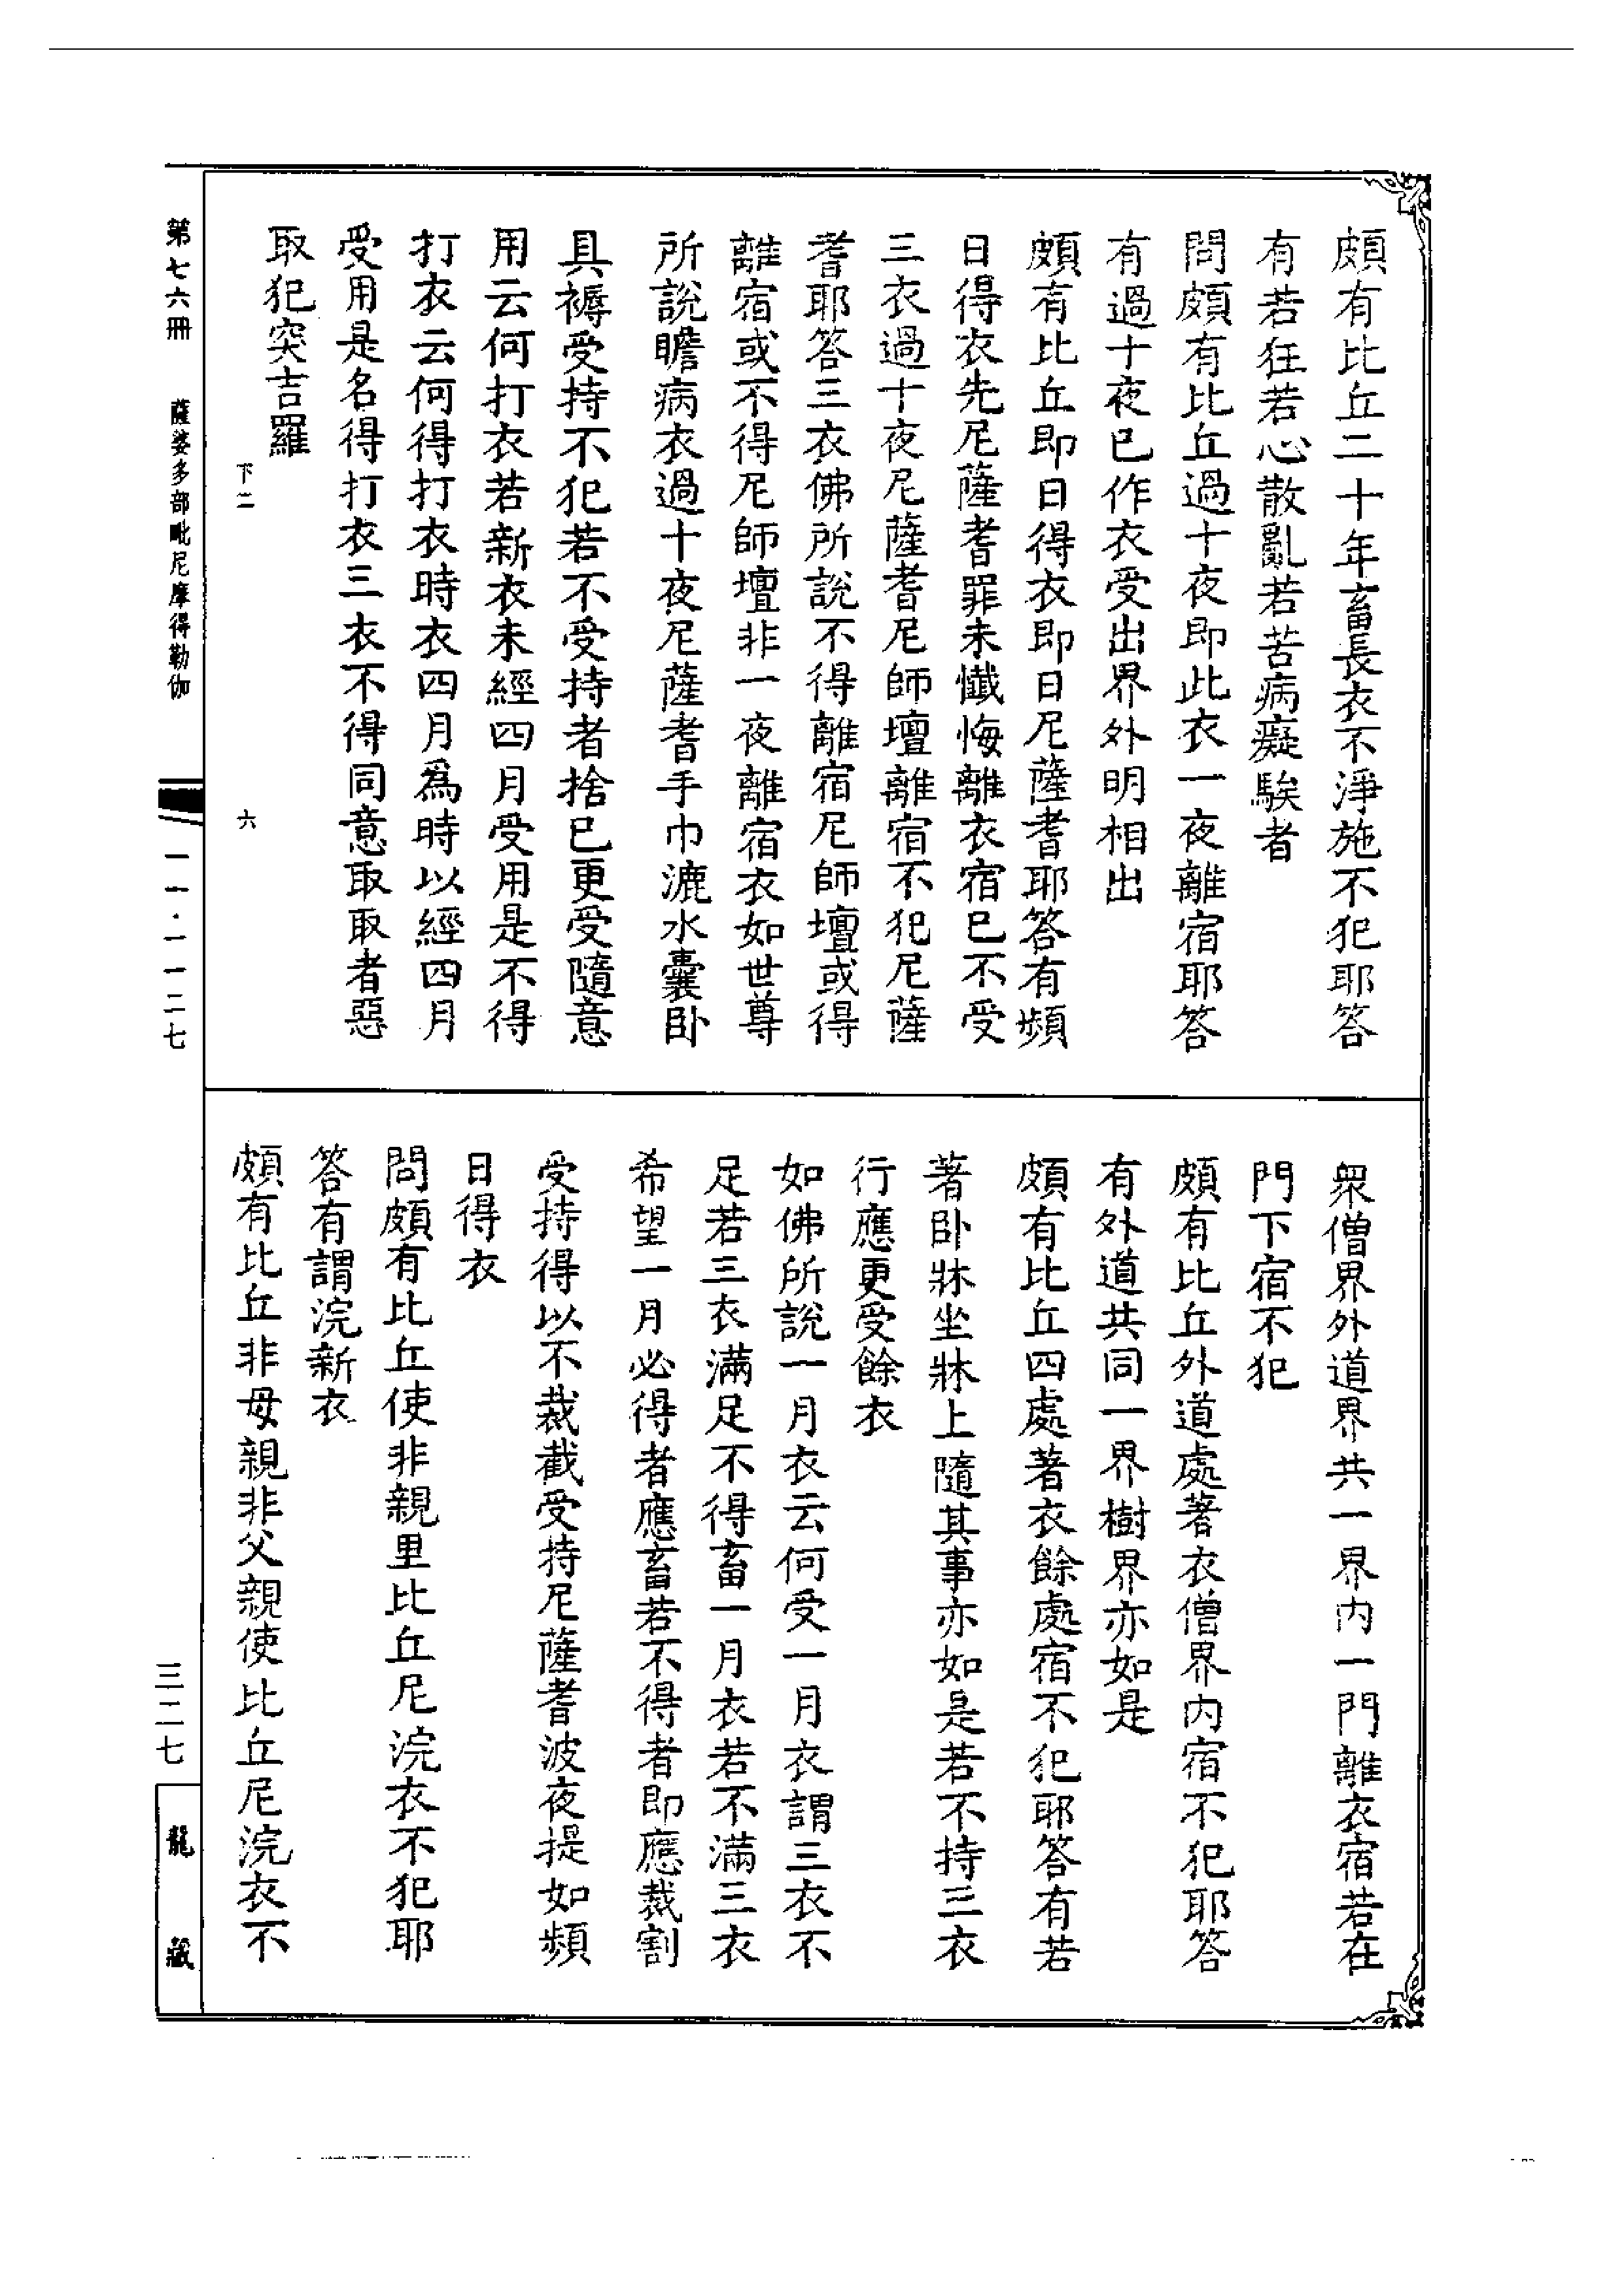 頗有比丘二十年畜長衣不淨施不犯耶答
有若狂若心散亂若苦病癡騃者
問頗有比丘過十夜即此衣一夜離宿耶答
有過十夜已作衣受出界外明相出
頗有比丘即日得衣即日尼薩耆耶答有頻
日得衣先尼薩耆罪未懺悔離衣宿已不受
三衣過十夜尼薩耆尼師壇離宿不犯尼薩
耆耶答三衣佛所說不得離宿尼師壇或得
離宿或不得尼師壇非一夜離宿衣如世尊
所說瞻病衣過十夜尼薩耆手巾漉水囊卧
具褥受持不犯若不受持者捨已更受隨意
用云何打衣若新衣未經四月受用是不得
打衣云何得打衣時衣四月為時以經四月
受用是名得打衣三衣不得同意取取者惡
取犯突吉羅
下二
六
眾僧界外道界共一界內一門離衣宿若在
門下宿不犯
頗有比丘外道處著衣僧界內宿不犯耶答
有外道共同一界樹界亦如是
頗有比丘四處著衣餘處宿不犯耶答有若
著卧牀坐牀上隨其事亦如是若不持三衣
行應更受餘衣
如佛所說一月衣云何受一月衣謂三衣不
足若三衣滿足不得畜一月衣若不滿三衣
希望一月必得者應畜若不得者即應裁割
受持得以不裁截受持尼薩耆波夜提如頻
日得衣
問頗有比丘使非親里比丘尼浣衣不犯耶
答有謂浣新衣
頗有比丘非母親非父親使比丘尼浣衣不
第七六冊
薩婆多部毗尼摩得勒伽
一一·一一二七
三二七
龍藏